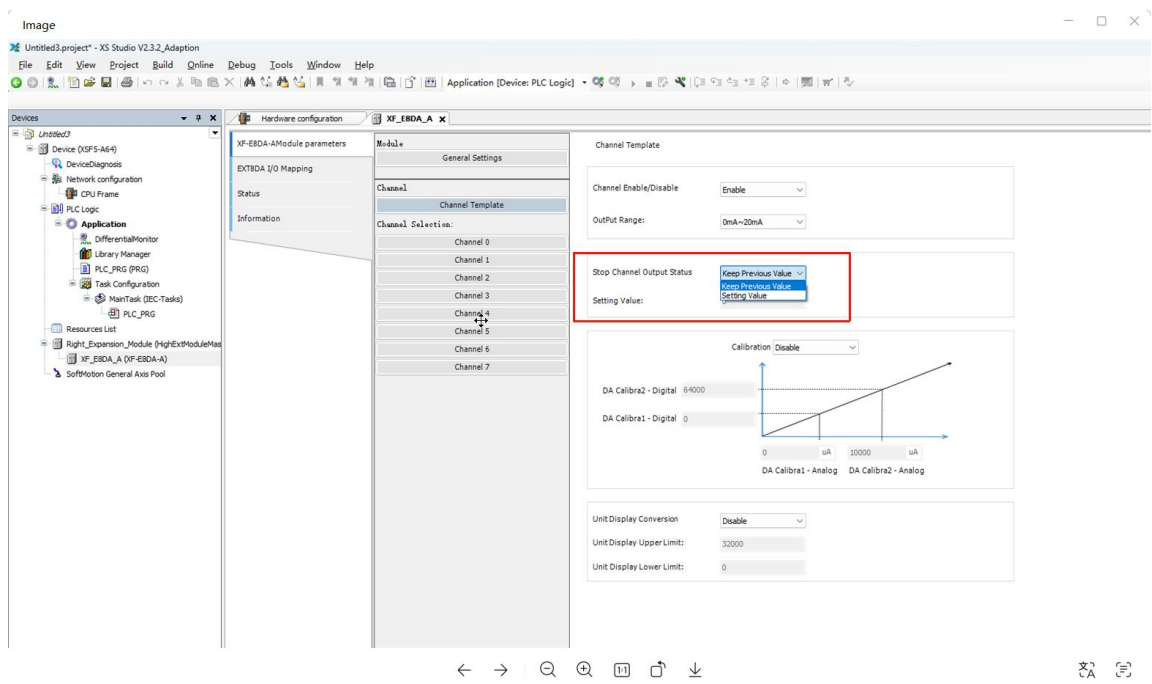 Image
Untitled3.project* - XS Studio V2.3.2_Adaption
File Edit View Project Build Online Debug Tools Window Help
Application [Device: PLC Logic]
Devices
Hardware configuration
XF_E8DA_A
Untitled3
Device (XSF5-A64)
DeviceDiagnosis
Network configuration
CPU Frame
PLC Logic
Application
DifferentialMonitor
Library Manager
PLC_PRG (PRG)
Task Configuration
MainTask (IEC-Tasks)
PLC_PRG
Resources List
Right_Expansion_Module (HighExtModuleMas
XF_E8DA_A (XF-E8DA-A)
SoftMotion General Axis Pool
XF-E8DA-AModule parameters
EXT8DA I/O Mapping
Status
Information
Module
General Settings
Channel
Channel Template
Channel Selection:
Channel 0
Channel 1
Channel 2
Channel 3
Channel 4
Channel 5
Channel 6
Channel 7
Channel Template
Channel Enable/Disable Enable
OutPut Range: 0mA~20mA
Stop Channel Output Status Keep Previous Value
Keep Previous Value
Setting Value
Setting Value:
Calibration Disable
DA Calibra2 - Digital 64000
DA Calibra1 - Digital 0
0 uA 10000 uA
DA Calibra1 - Analog DA Calibra2 - Analog
Unit Display Conversion Disable
Unit Display Upper Limit: 32000
Unit Display Lower Limit: 0
1:1